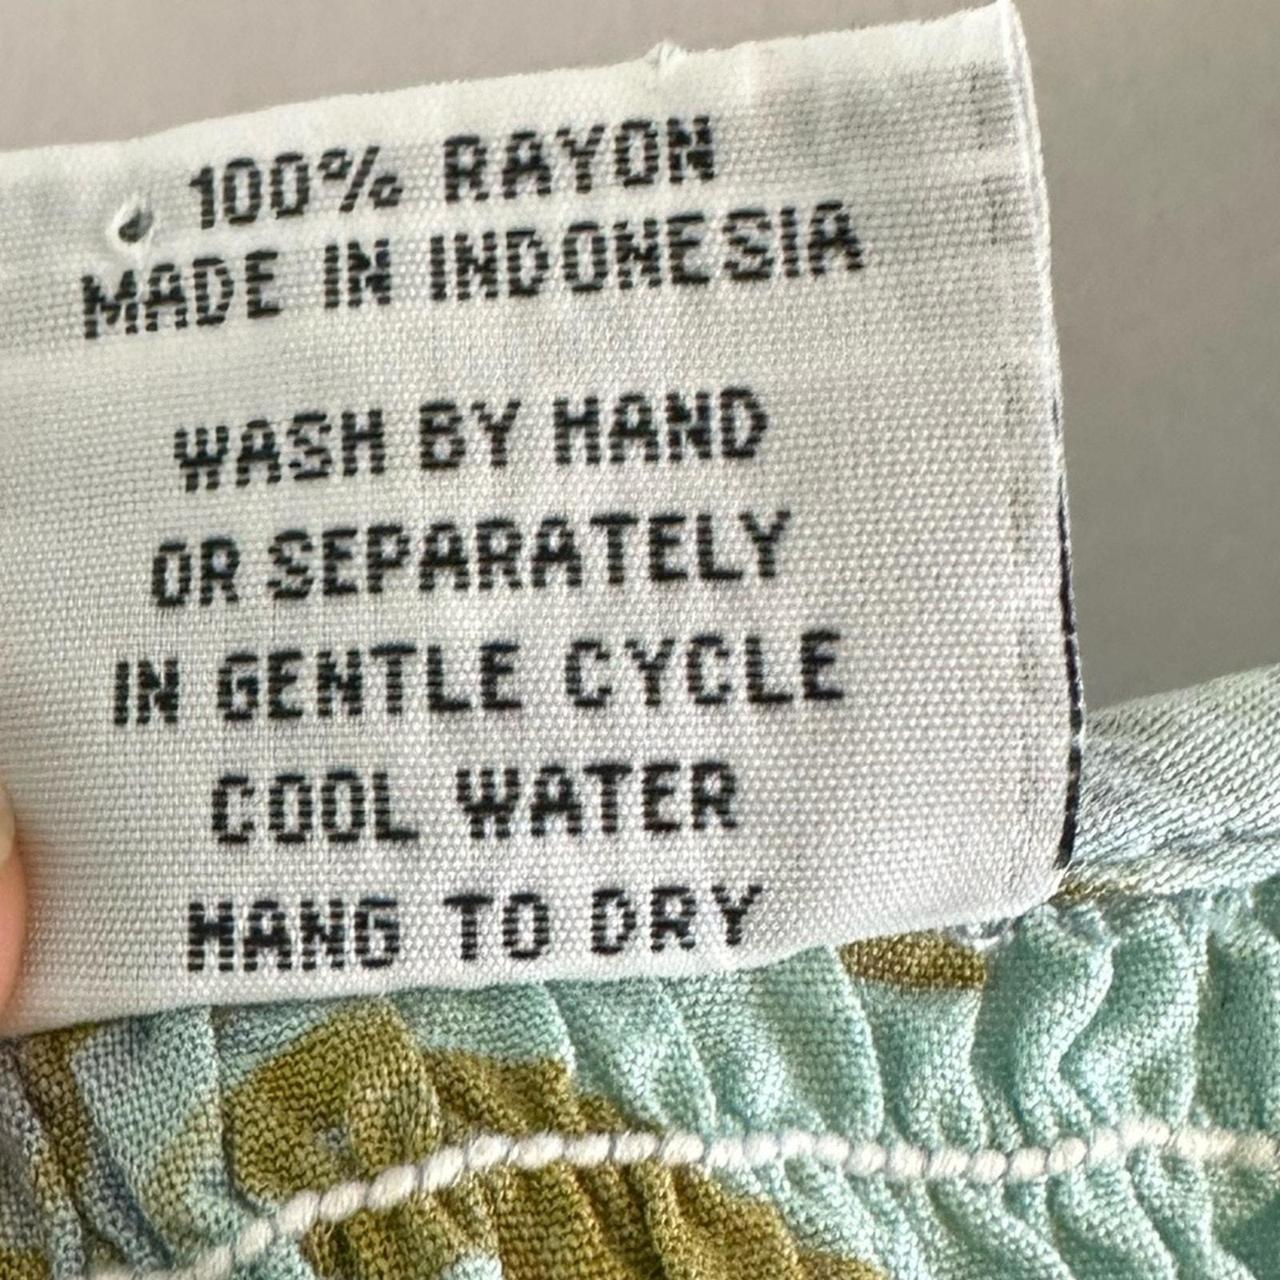 100% RAYON
MADE IN INDONESIA
WASH BY HAND
OR SEPARATELY
IN GENTLE CYCLE
COOL WATER
HANG TO DRY